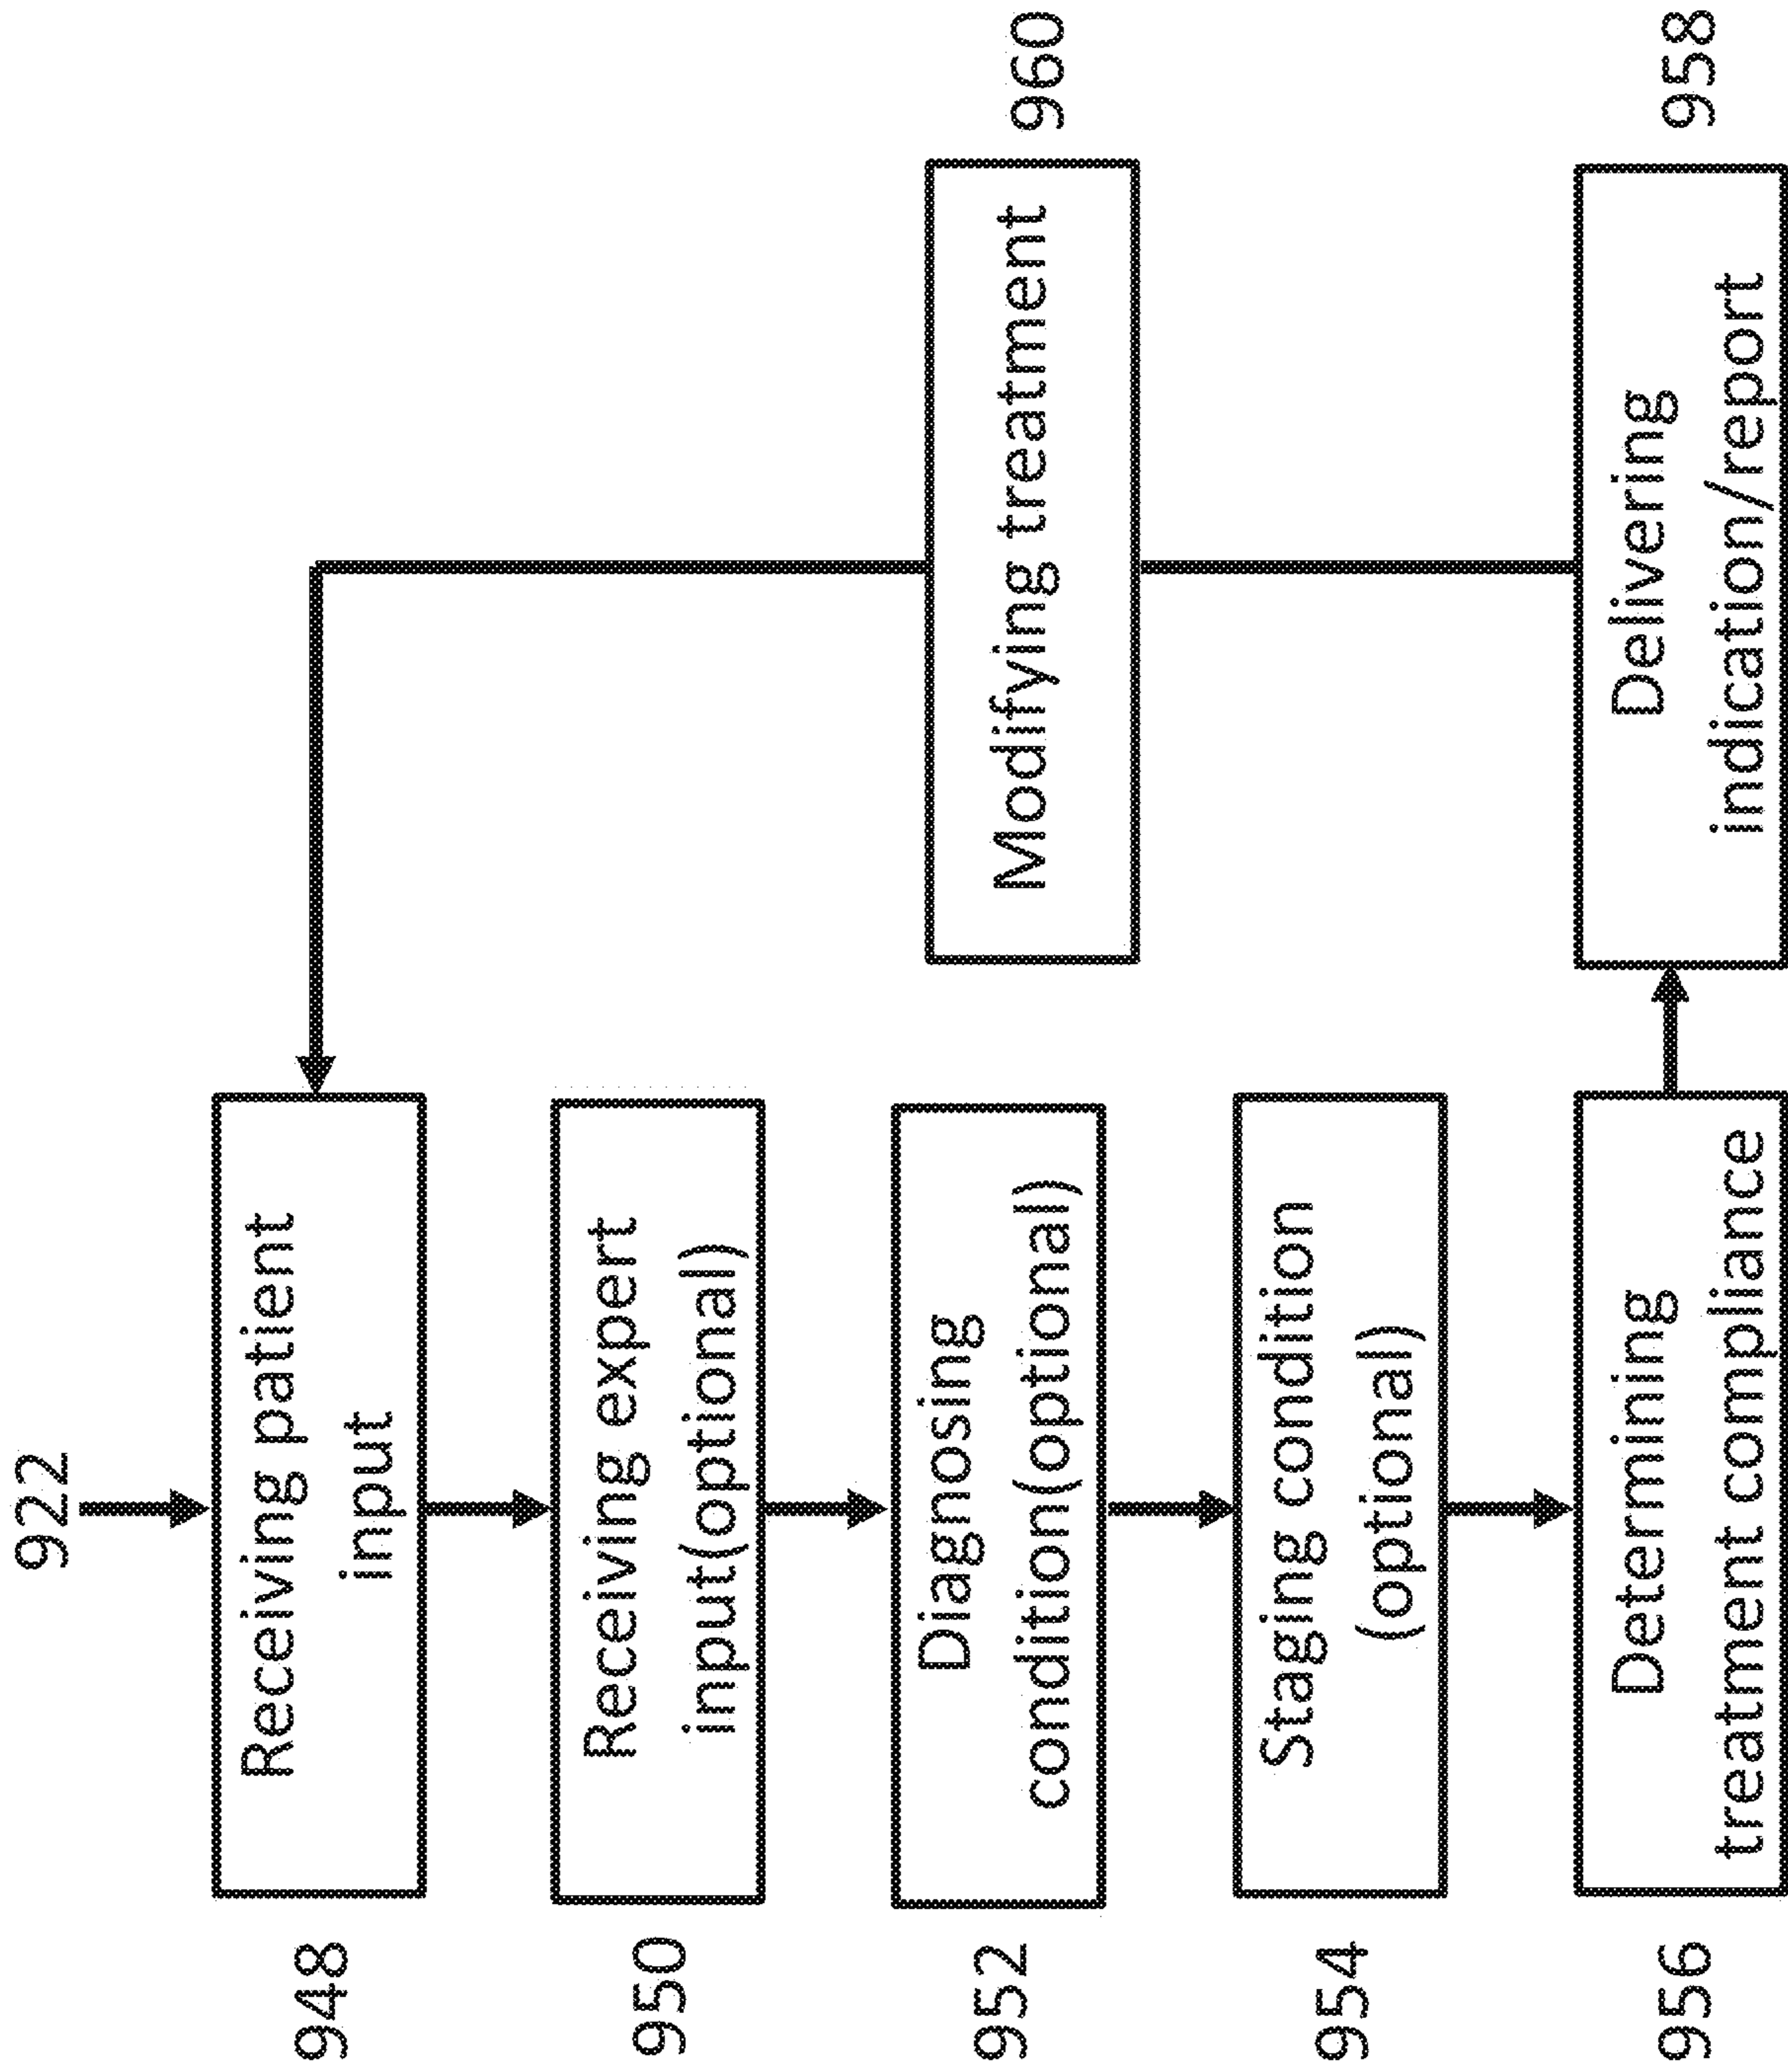 922
948
Receiving patient
input
950
Receiving expert
input(optional)
952
Diagnosing
condition(optional)
954
Staging condition
(optional)
956
Determining
treatment compliance
Delivering
indication/report
958
Modifying treatment
960